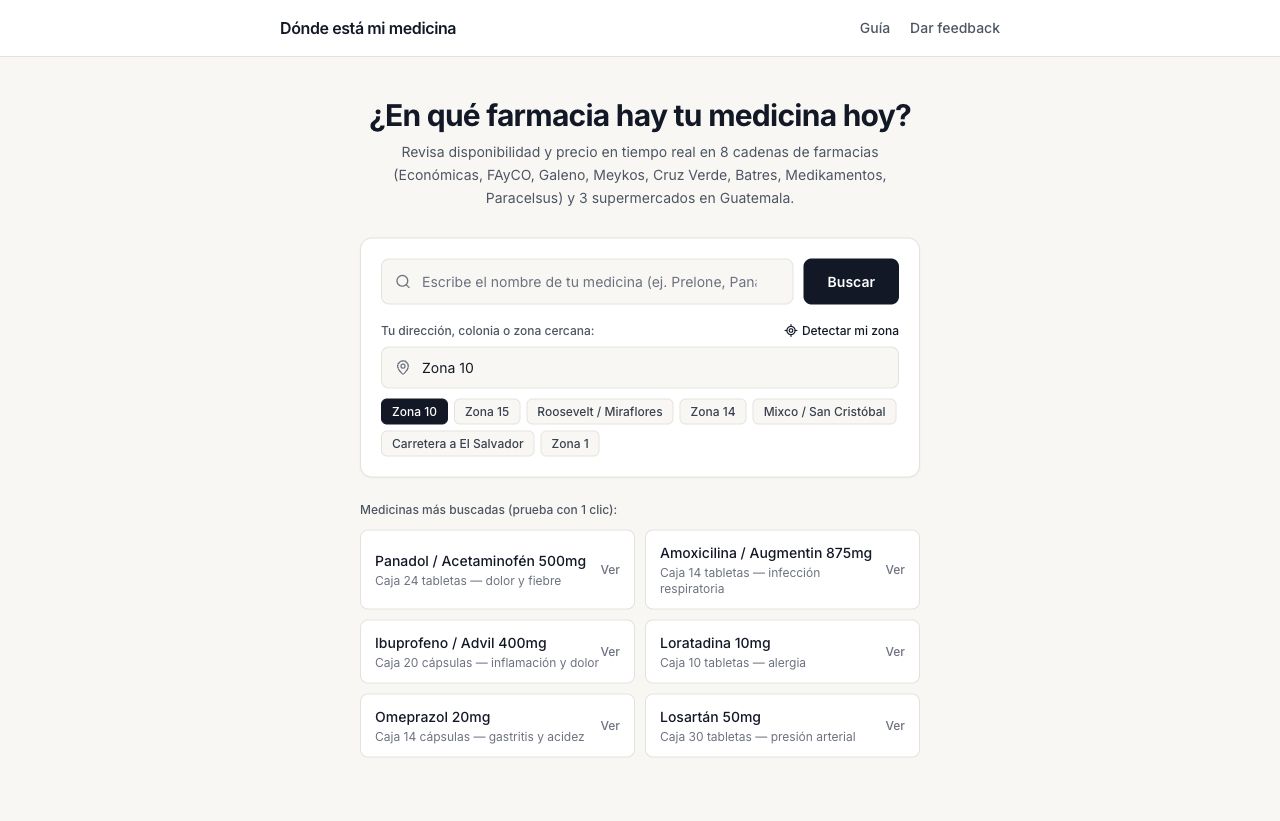 Dónde está mi medicina
Guía
Dar feedback
¿En qué farmacia hay tu medicina hoy?
Revisa disponibilidad y precio en tiempo real en 8 cadenas de farmacias
(Económicas, FAyCO, Galeno, Meykos, Cruz Verde, Batres, Medikamentos,
Paracelsus) y 3 supermercados en Guatemala.
Escribe el nombre de tu medicina (ej. Prelone, Pana
Buscar
Tu dirección, colonia o zona cercana:
Detectar mi zona
Zona 10
Zona 10
Zona 15
Roosevelt / Miraflores
Zona 14
Mixco / San Cristóbal
Carretera a El Salvador
Zona 1
Medicinas más buscadas (prueba con 1 clic):
Panadol / Acetaminofén 500mg
Caja 24 tabletas — dolor y fiebre
Ver
Amoxicilina / Augmentin 875mg
Caja 14 tabletas — infección
respiratoria
Ver
Ibuprofeno / Advil 400mg
Caja 20 cápsulas — inflamación y dolor
Ver
Loratadina 10mg
Caja 10 tabletas — alergia
Ver
Omeprazol 20mg
Caja 14 cápsulas — gastritis y acidez
Ver
Losartán 50mg
Caja 30 tabletas — presión arterial
Ver